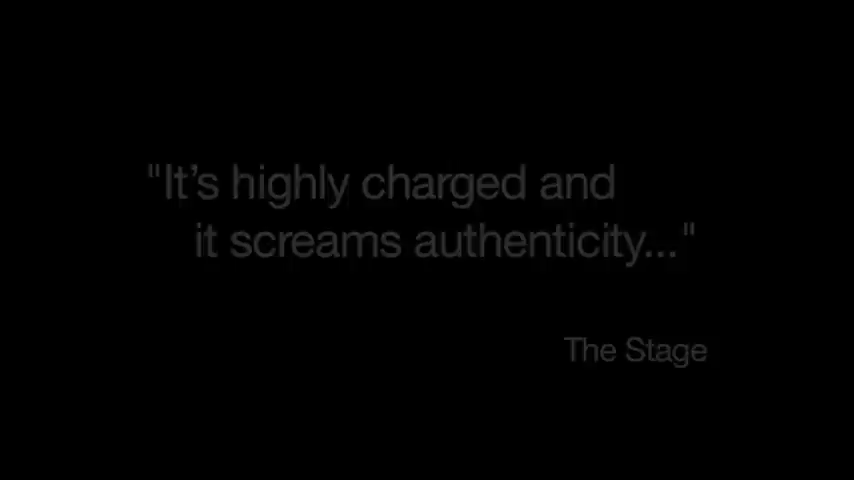 "It’s highly charged and
it screams authenticity..."
The Stage